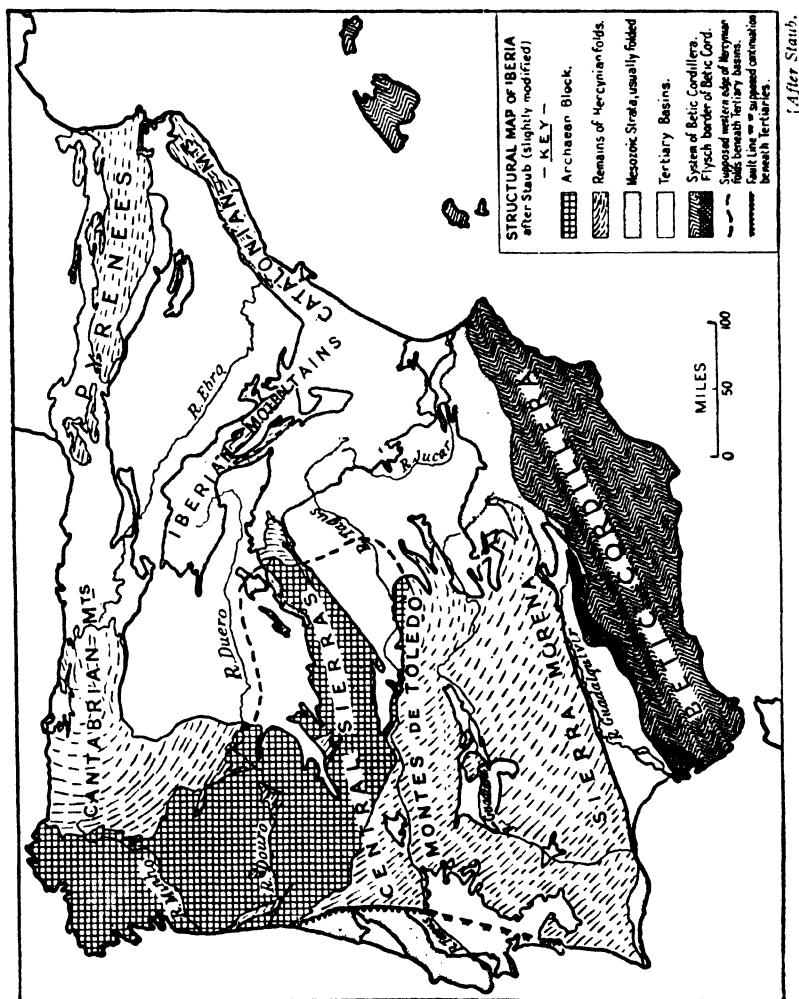 STRUCTURAL MAP OF IBERIA
after Staub (slightly modified)
— KEY —
Archaean Block.
Remains of Hercynian folds.
Mesozoic Strata, usually folded
Tertiary Basins.
System of Betic Cordillera.
Flysch border of Betic Cord.
Supposed western edge of Hercynian
folds beneath Tertiary basins.
Fault Line supposed continuation
beneath Tertiaries.
[After Staub.
CANTABRIAN MTS
PYRENEES
CATALONIAN MTS
R. Ebro
IBERIAN MOUNTAINS
R. Duero
R. Minho
R. Douro
CENTRAL SIERRAS
R. Tagus
R. Jucar
MONTES DE TOLEDO
R. Tagus
R. Guadiana
SIERRA MORENA
R. Guadalquivir
BETIC CORDILLERA
MILES
0 50 100